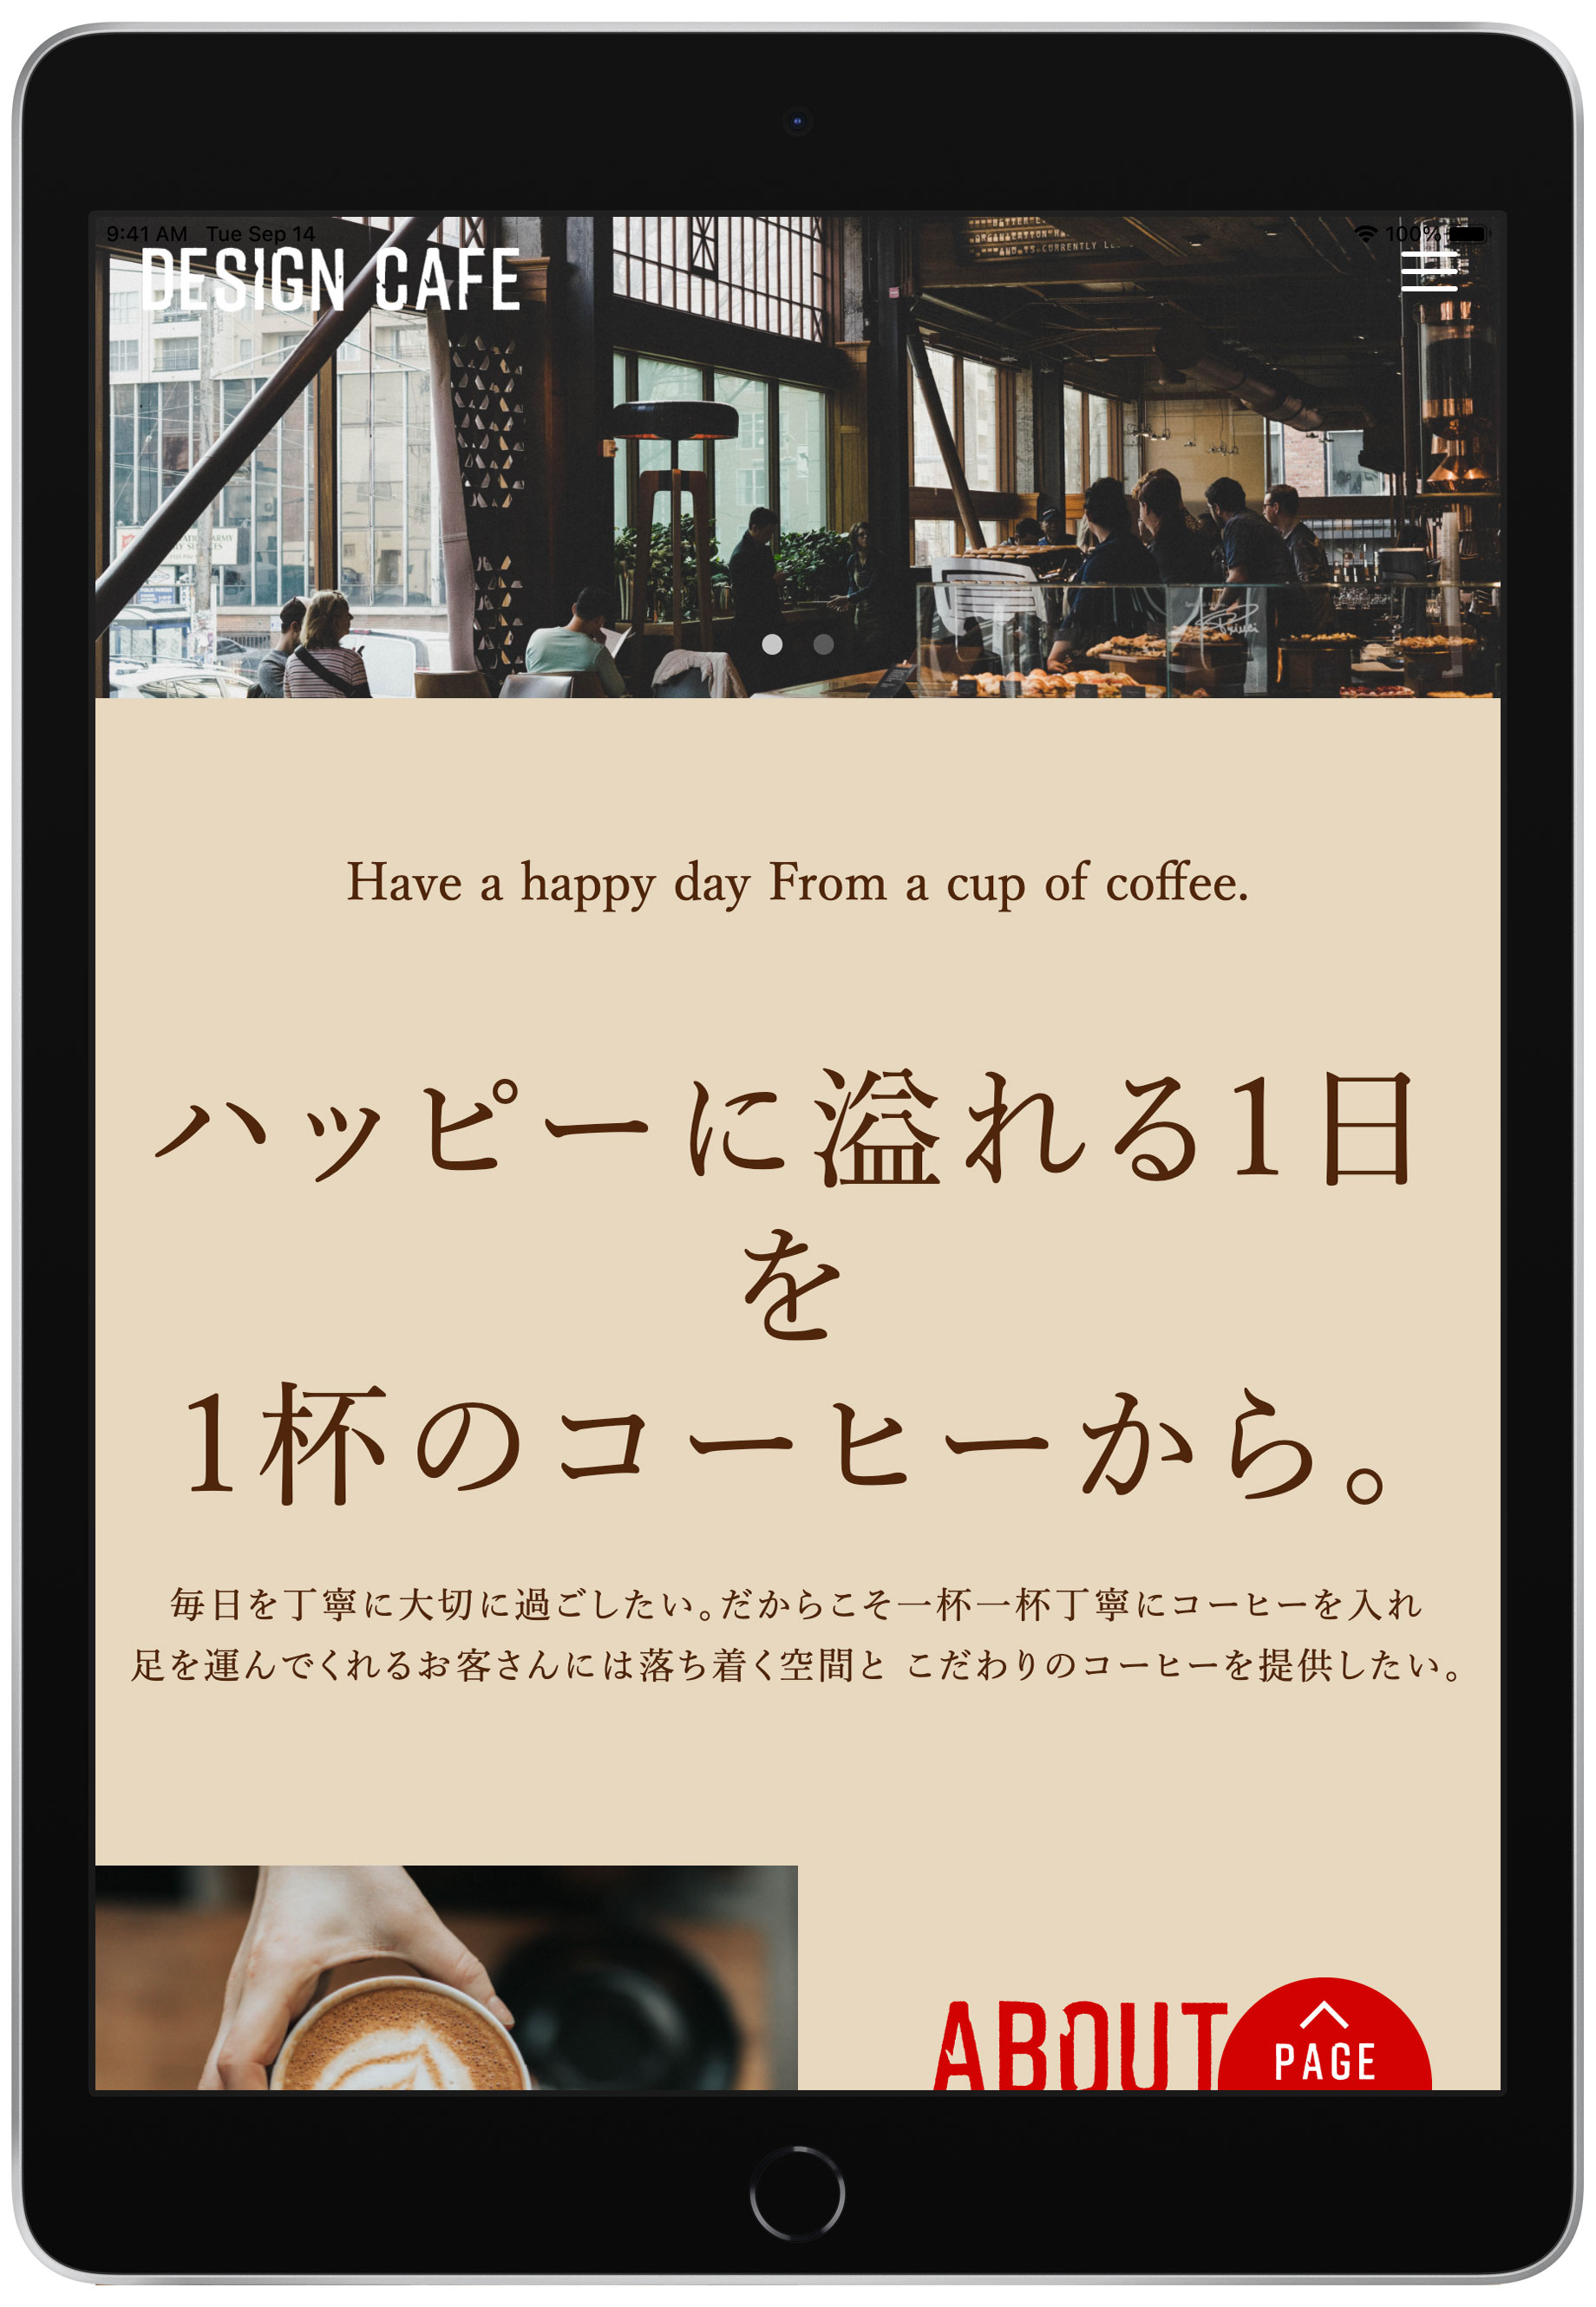 9:41 AM Tue Sep 14
100%
DESIGN CAFE
Have a happy day From a cup of coffee.
ハッピーに溢れる1日
を
1杯のコーヒーから。
毎日を丁寧に大切に過ごしたい。だからこそ一杯一杯丁寧にコーヒーを入れ
足を運んでくれるお客さんには落ち着く空間と こだわりのコーヒーを提供したい。
ABOUT
PAGE